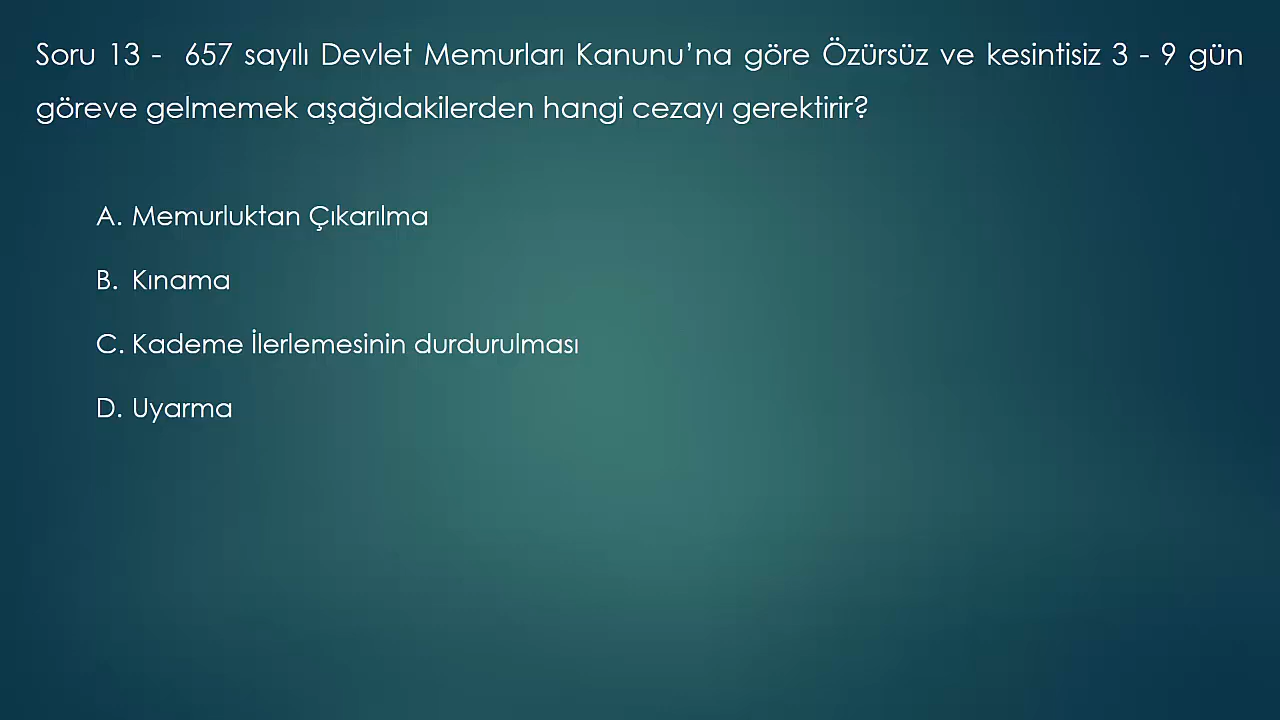 Soru 13 - 657 sayılı Devlet Memurları Kanunu’na göre Özürsüz ve kesintisiz 3 - 9 gün
göreve gelmemek aşağıdakilerden hangi cezayı gerektirir?
A. Memurluktan Çıkarılma
B. Kınama
C. Kademe İlerlemesinin durdurulması
D. Uyarma